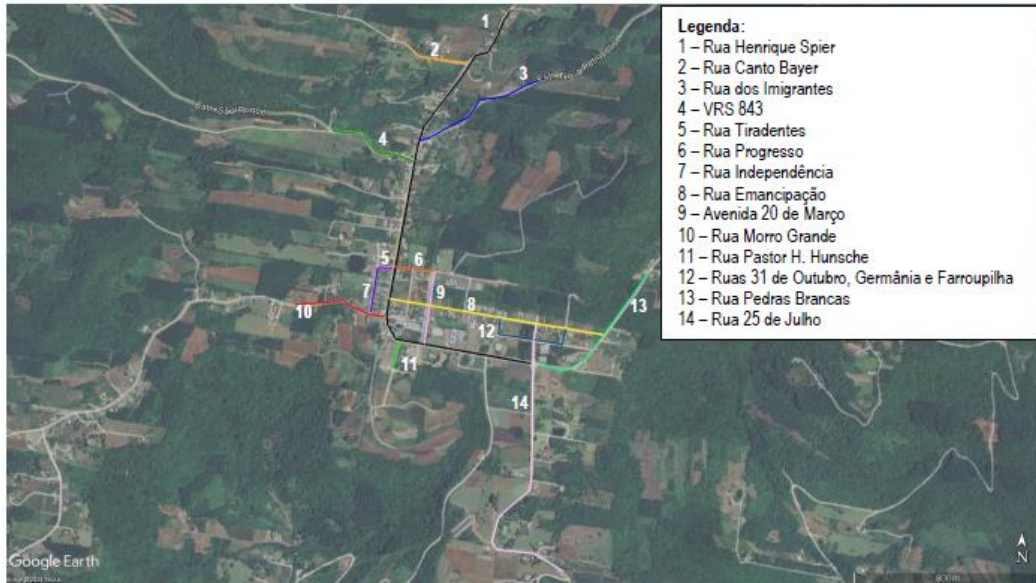 Legenda:
1 – Rua Henrique Spier
2 – Rua Canto Bayer
3 – Rua dos Imigrantes
4 – VRS 843
5 – Rua Tiradentes
6 – Rua Progresso
7 – Rua Independência
8 – Rua Emancipação
9 – Avenida 20 de Março
10 – Rua Morro Grande
11 – Rua Pastor H. Hunsche
12 – Ruas 31 de Outubro, Germânia e Farroupilha
13 – Rua Pedras Brancas
14 – Rua 25 de Julho
1
2
3
4
5
6
7
9
8
10
12
13
11
14
Google Earth
N